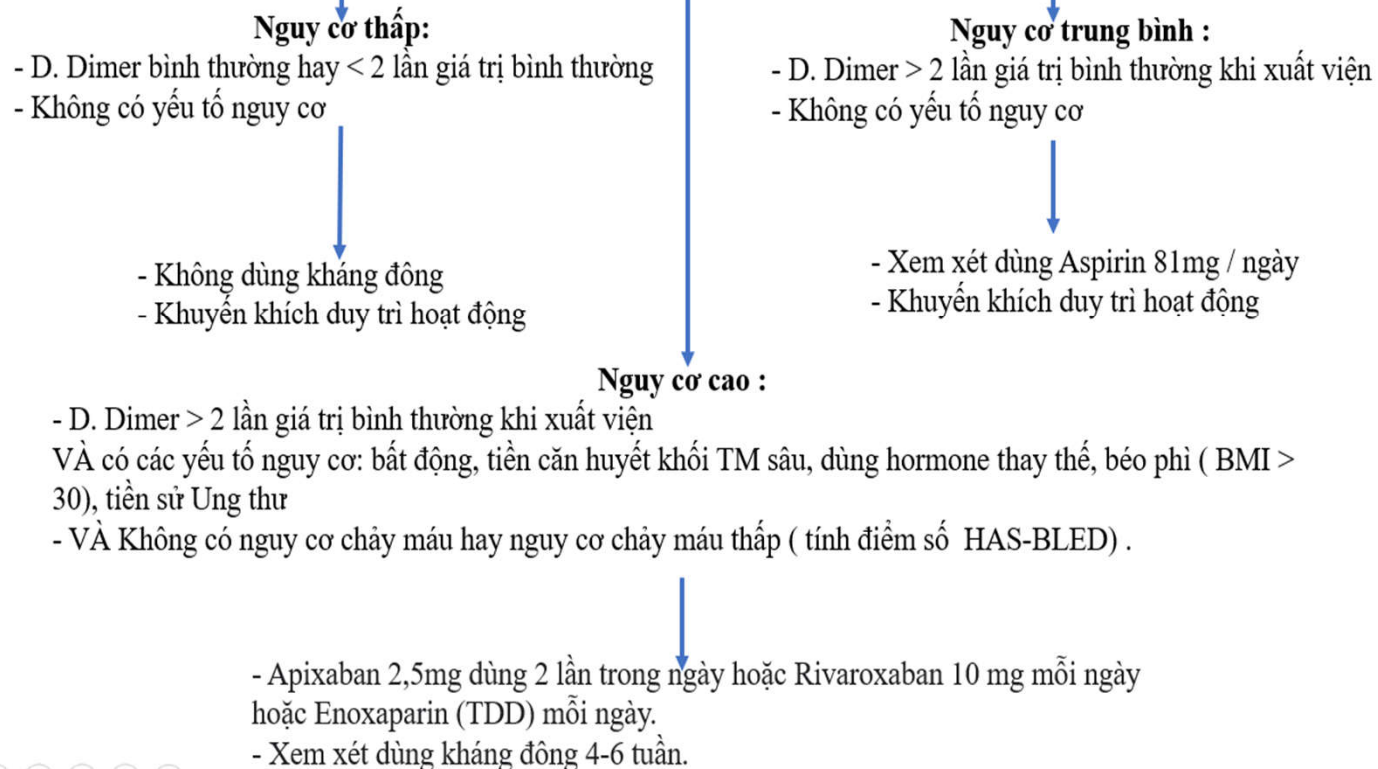 Nguy cơ thấp:
- D. Dimer bình thường hay < 2 lần giá trị bình thường
- Không có yếu tố nguy cơ
Nguy cơ trung bình :
- D. Dimer > 2 lần giá trị bình thường khi xuất viện
- Không có yếu tố nguy cơ
- Không dùng kháng đông
- Khuyến khích duy trì hoạt động
- Xem xét dùng Aspirin 81mg / ngày
- Khuyến khích duy trì hoạt động
Nguy cơ cao :
- D. Dimer > 2 lần giá trị bình thường khi xuất viện
VÀ có các yếu tố nguy cơ: bất động, tiền căn huyết khối TM sâu, dùng hormone thay thế, béo phì ( BMI >
30), tiền sử Ung thư
- VÀ Không có nguy cơ chảy máu hay nguy cơ chảy máu thấp ( tính điểm số HAS-BLED) .
- Apixaban 2,5mg dùng 2 lần trong ngày hoặc Rivaroxaban 10 mg mỗi ngày
hoặc Enoxaparin (TDD) mỗi ngày.
- Xem xét dùng kháng đông 4-6 tuần.